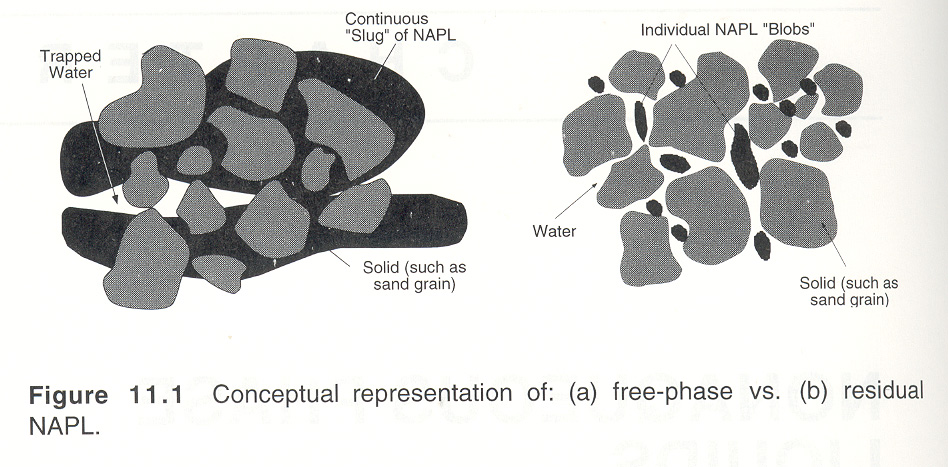 Continuous
"Slug" of NAPL
Trapped
Water
Solid (such as
sand grain)
Individual NAPL "Blobs"
Water
Solid (such as
sand grain)
Figure 11.1 Conceptual representation of: (a) free-phase vs. (b) residual
NAPL.